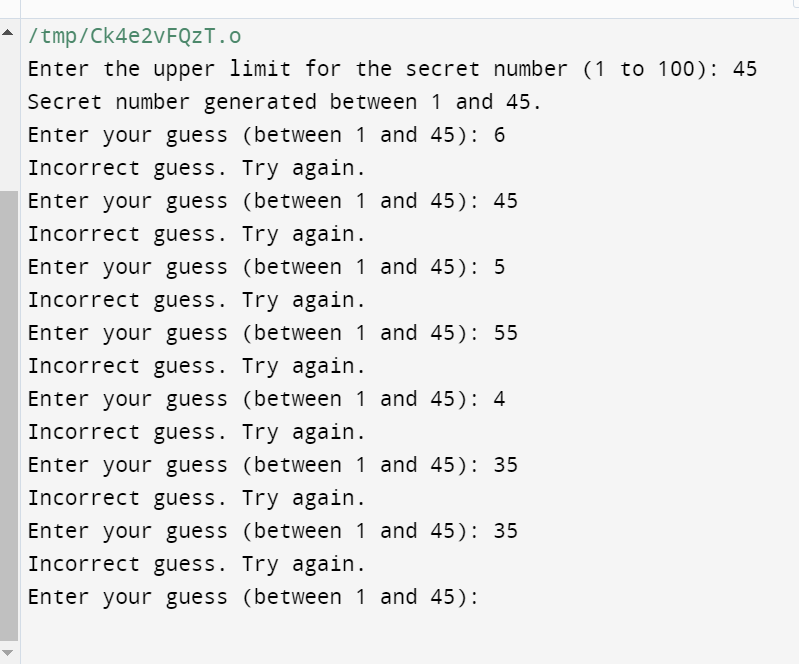 /tmp/Ck4e2vFQzT.o
Enter the upper limit for the secret number (1 to 100): 45
Secret number generated between 1 and 45.
Enter your guess (between 1 and 45): 6
Incorrect guess. Try again.
Enter your guess (between 1 and 45): 45
Incorrect guess. Try again.
Enter your guess (between 1 and 45): 5
Incorrect guess. Try again.
Enter your guess (between 1 and 45): 55
Incorrect guess. Try again.
Enter your guess (between 1 and 45): 4
Incorrect guess. Try again.
Enter your guess (between 1 and 45): 35
Incorrect guess. Try again.
Enter your guess (between 1 and 45): 35
Incorrect guess. Try again.
Enter your guess (between 1 and 45):